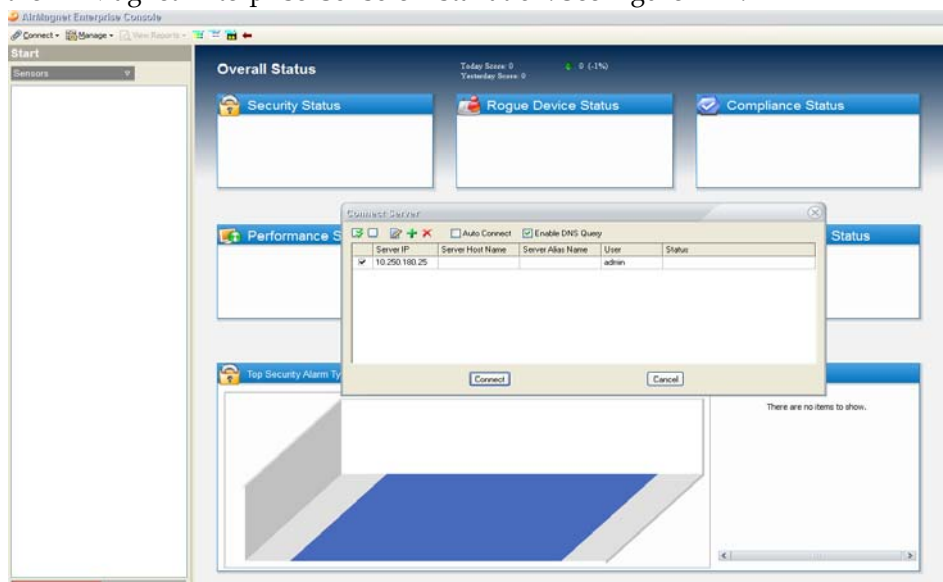 AirMagnet Enterprise Console
Connect Manage View Reports
Start
Sensors
Overall Status
Today Score: 0 0 (-1%)
Yesterday Score: 0
Security Status
Rogue Device Status
Compliance Status
Connect Server
Performance S
Status
Auto Connect Enable DNS Query
Server IP Server Host Name Server Alias Name User Status
10.250.180.25 admin
Connect Cancel
Top Security Alarm Ty
There are no items to show.